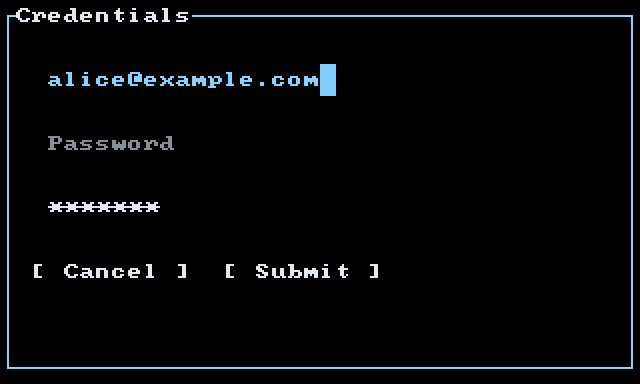 Credentials
alice@example.com
Password
*******
[ Cancel ]  [ Submit ]